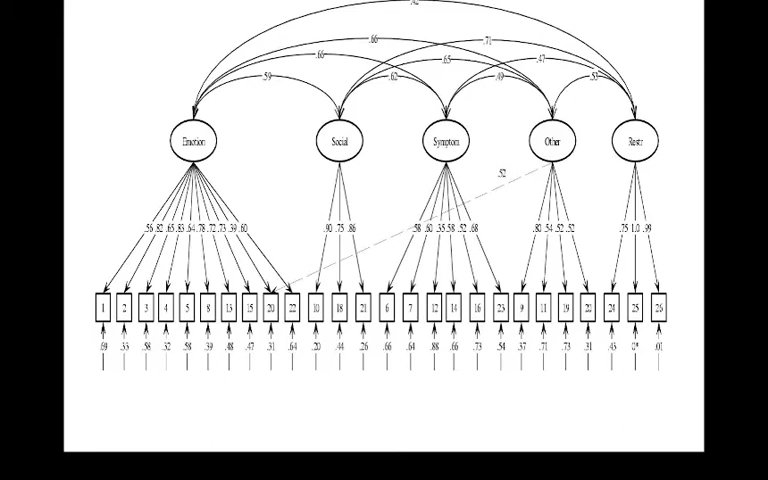 .42
.66 .71
.66 .65 .47
.59 .62 .49 .53
Emotion Social Symptom Other Restr
.52
.56 .82 .65 .83 .64 .78 .72 .73 .39 .60 .90 .75 .86 .58 .60 .35 .58 .52 .68 .80 .54 .52 .52 .75 1.0 .99
1 2 3 4 5 8 13 15 20 22 10 18 21 6 7 12 14 16 23 9 11 19 24 25 26
.69 .33 .58 .32 .58 .39 .48 .47 .31 .64 .20 .44 .26 .66 .64 .88 .66 .73 .54 .37 .71 .73 .31 .43 0* .01